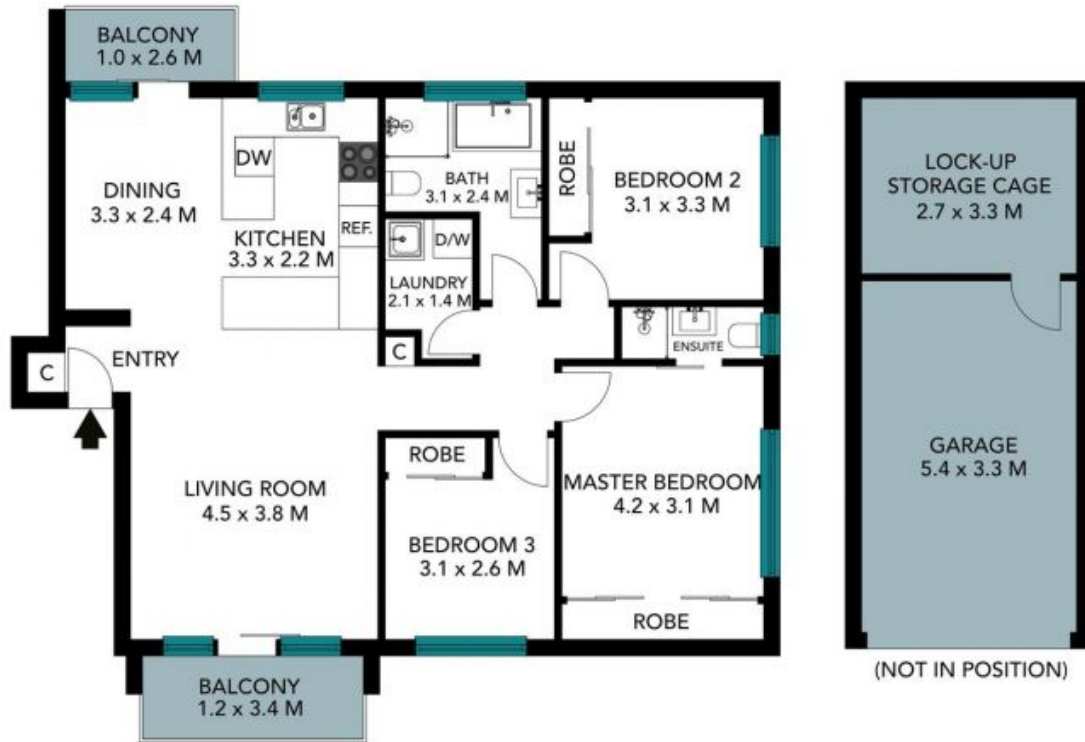 BALCONY
1.0 x 2.6 M
DINING
3.3 x 2.4 M
DW
KITCHEN
3.3 x 2.2 M
REF.
BATH
3.1 x 2.4 M
D/W
LAUNDRY
2.1 x 1.4 M
ROBE
BEDROOM 2
3.1 x 3.3 M
ENSUITE
C
ENTRY
C
LIVING ROOM
4.5 x 3.8 M
ROBE
BEDROOM 3
3.1 x 2.6 M
MASTER BEDROOM
4.2 x 3.1 M
ROBE
BALCONY
1.2 x 3.4 M
LOCK-UP
STORAGE CAGE
2.7 x 3.3 M
GARAGE
5.4 x 3.3 M
(NOT IN POSITION)